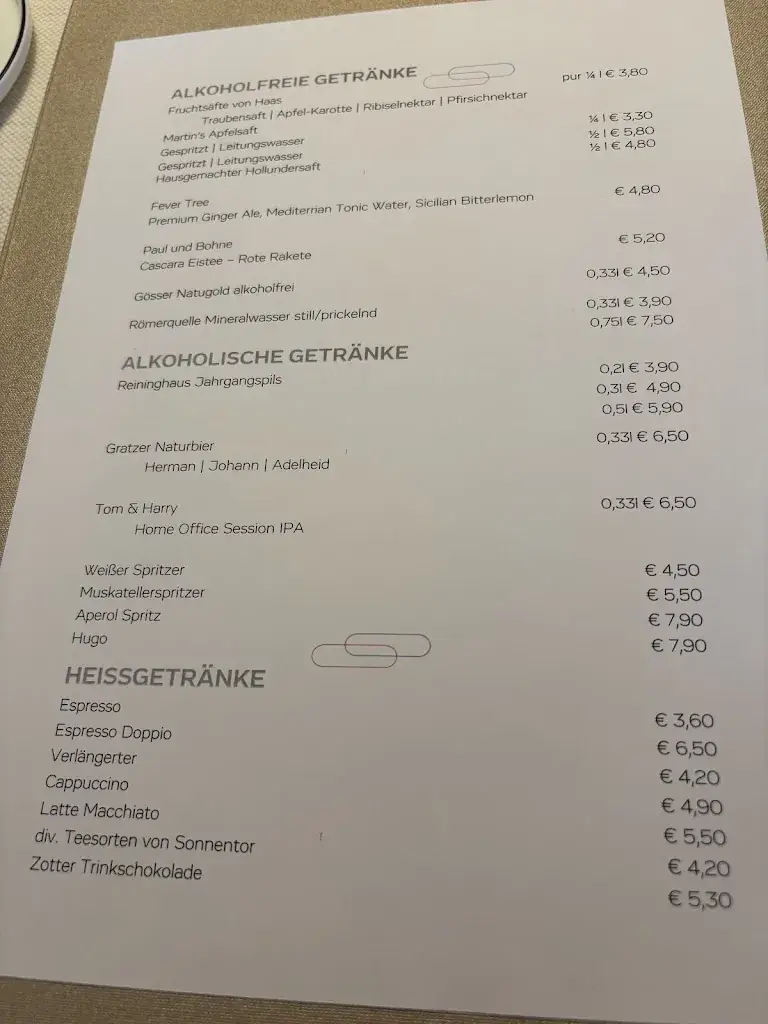 ALKOHOLFREIE GETRÄNKE
Fruchtsäfte von Haas pur ¼ l € 3,80
Traubensaft | Apfel-Karotte | Ribiselnektar | Pfirsichnektar
Martin's Apfelsaft
Gespritzt | Leitungswasser ¼ l € 3,30
Gespritzt | Leitungswasser ½ l € 5,80
Hausgemachter Hollundersaft ½ l € 4,80
Fever Tree € 4,80
Premium Ginger Ale, Mediterrian Tonic Water, Sicilian Bitterlemon
Paul und Bohne € 5,20
Cascara Eistee – Rote Rakete
Gösser Natugold alkoholfrei 0,33l € 4,50
Römerquelle Mineralwasser still/prickelnd 0,33l € 3,90
0,75l € 7,50
ALKOHOLISCHE GETRÄNKE
Reininghaus Jahrgangspils 0,2l € 3,90
0,3l € 4,90
0,5l € 5,90
Gratzer Naturbier 0,33l € 6,50
Herman | Johann | Adelheid
Tom & Harry 0,33l € 6,50
Home Office Session IPA
Weißer Spritzer € 4,50
Muskatellerspritzer € 5,50
Aperol Spritz € 7,90
Hugo € 7,90
HEISSGETRÄNKE
Espresso € 3,60
Espresso Doppio € 6,50
Verlängerter € 4,20
Cappuccino € 4,90
Latte Macchiato € 5,50
div. Teesorten von Sonnentor € 4,20
Zotter Trinkschokolade € 5,30